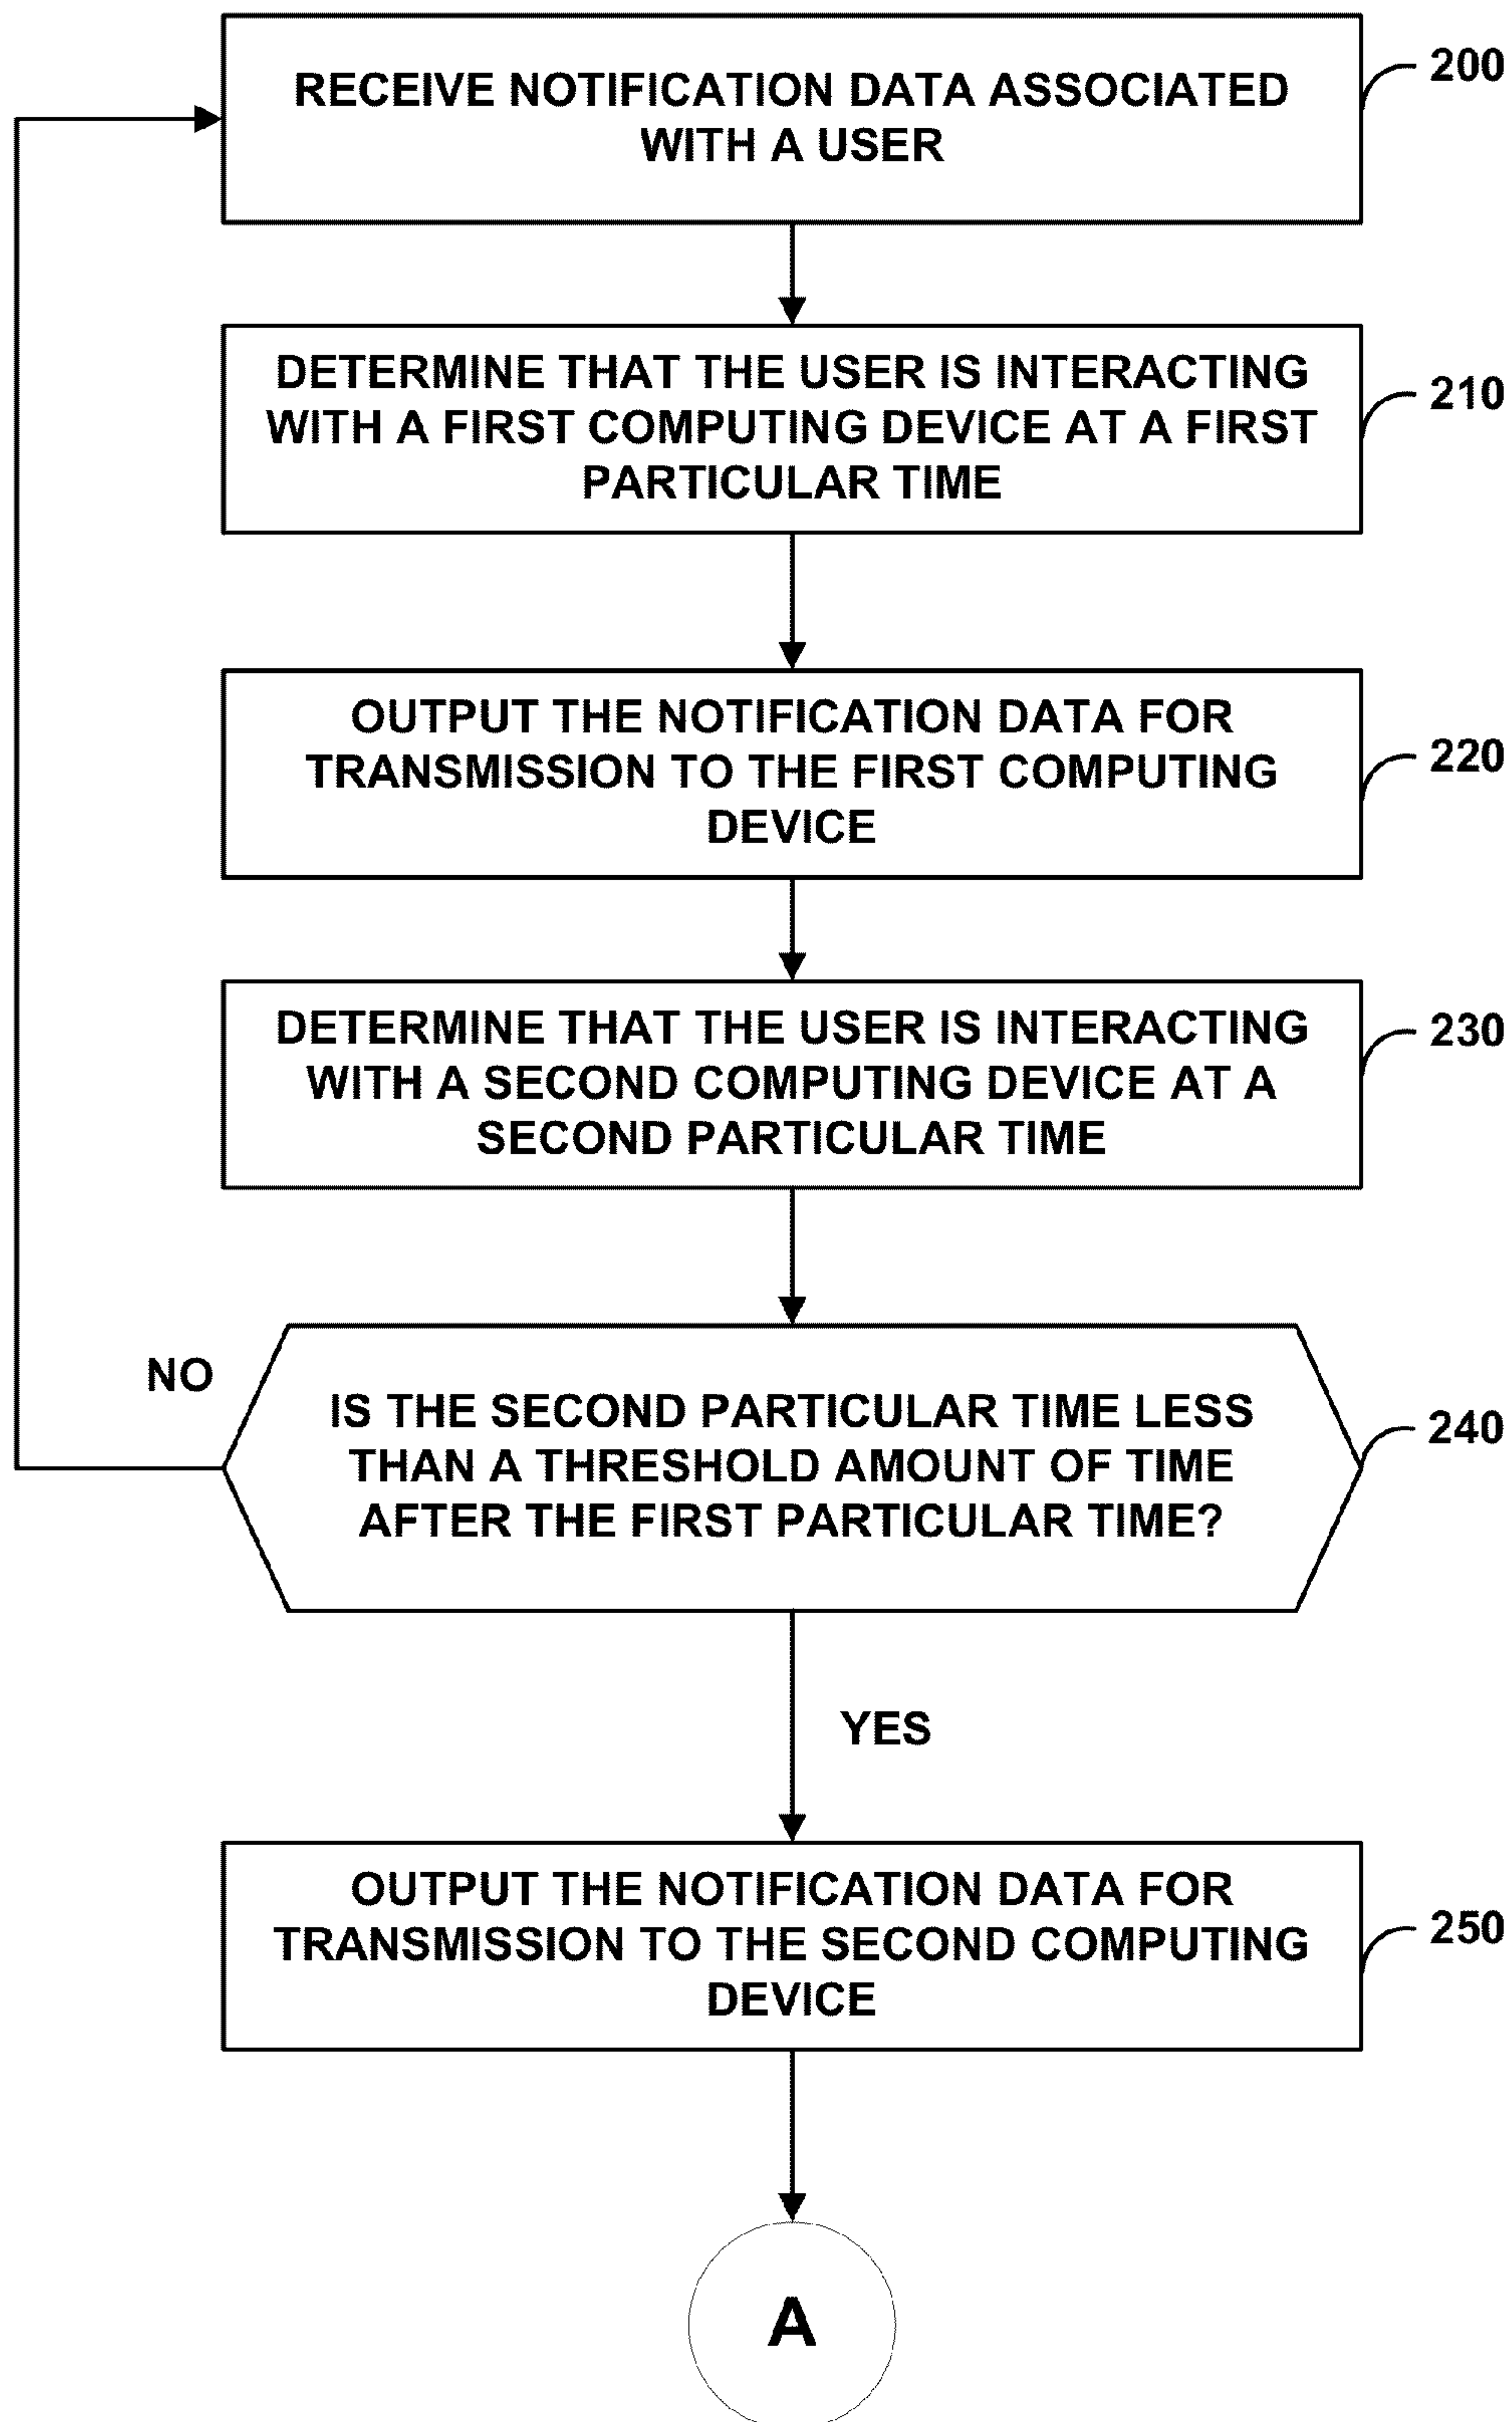 RECEIVE NOTIFICATION DATA ASSOCIATED
WITH A USER
200
DETERMINE THAT THE USER IS INTERACTING
WITH A FIRST COMPUTING DEVICE AT A FIRST
PARTICULAR TIME
210
OUTPUT THE NOTIFICATION DATA FOR
TRANSMISSION TO THE FIRST COMPUTING
DEVICE
220
DETERMINE THAT THE USER IS INTERACTING
WITH A SECOND COMPUTING DEVICE AT A
SECOND PARTICULAR TIME
230
NO
IS THE SECOND PARTICULAR TIME LESS
THAN A THRESHOLD AMOUNT OF TIME
AFTER THE FIRST PARTICULAR TIME?
240
YES
OUTPUT THE NOTIFICATION DATA FOR
TRANSMISSION TO THE SECOND COMPUTING
DEVICE
250
A